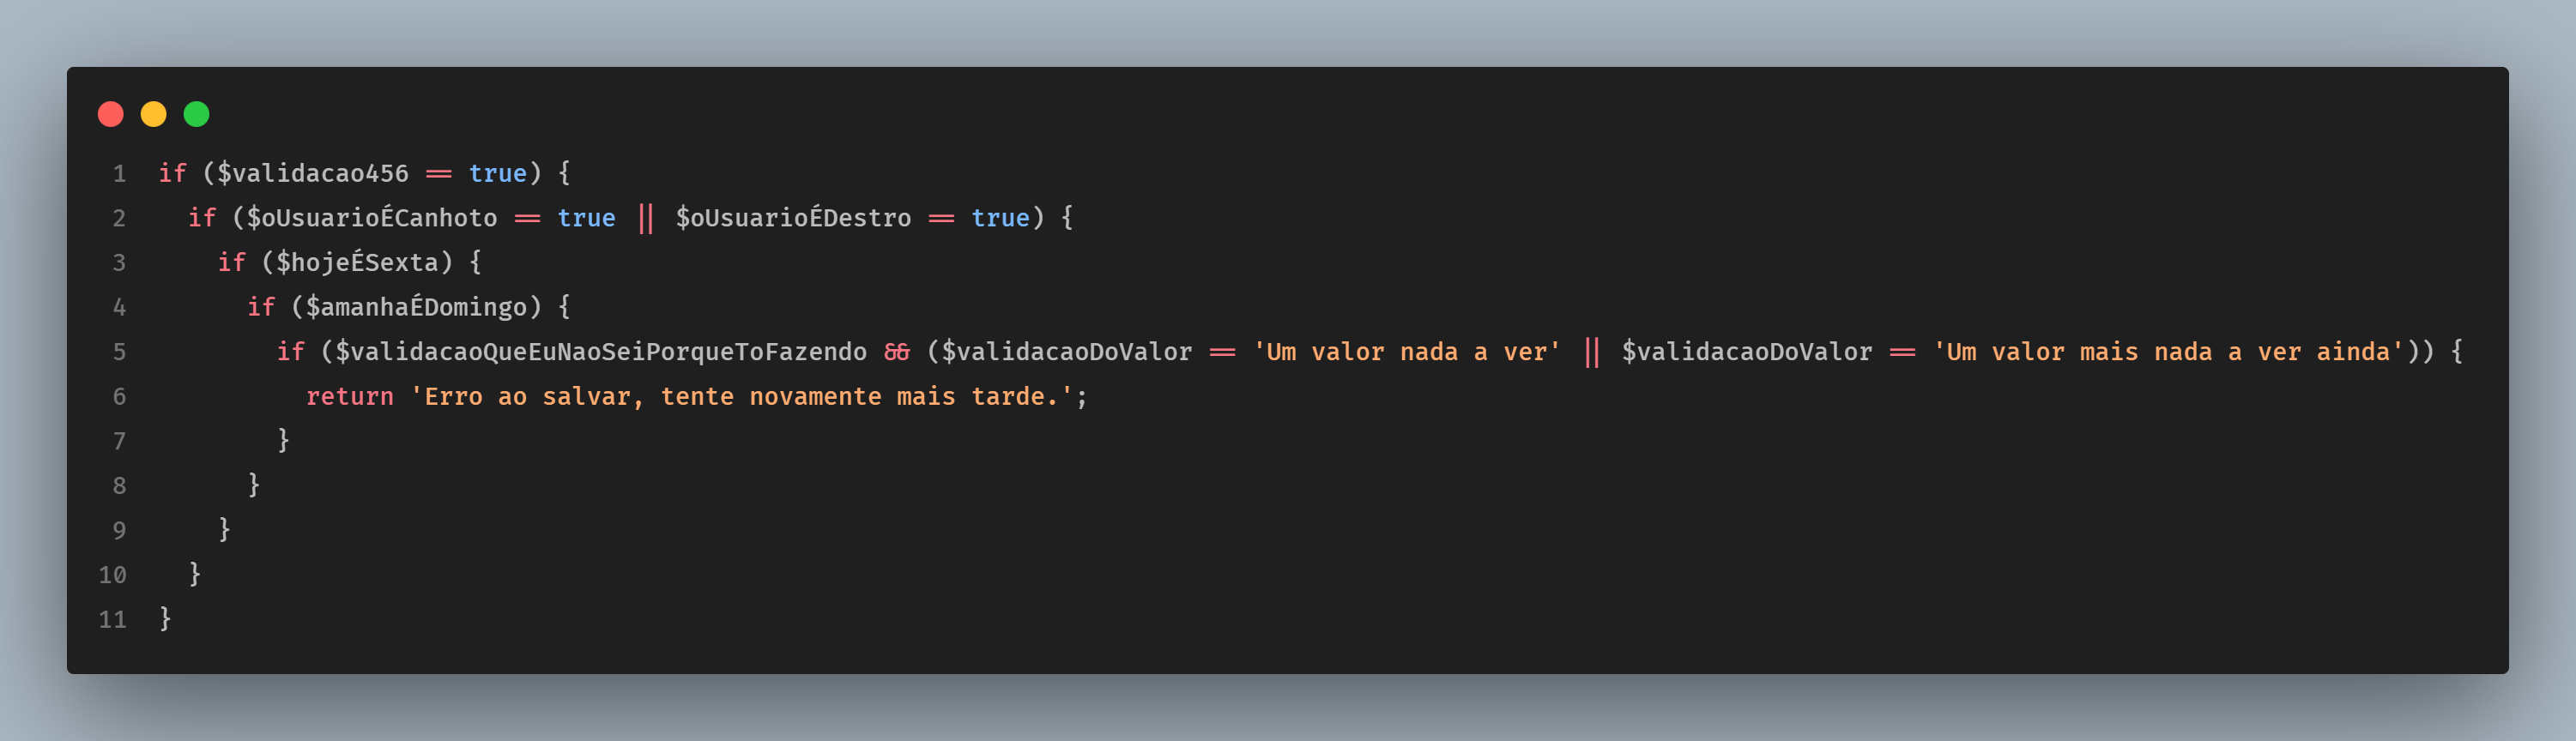 1 if ($validacao456 == true) {
2 if ($oUsuarioÉCanhoto == true || $oUsuarioÉDestro == true) {
3 if ($hojeÉSexta) {
4 if ($amanhaÉDomingo) {
5 if ($validacaoQueEuNaoSeiPorqueToFazendo && ($validacaoDoValor == 'Um valor nada a ver' || $validacaoDoValor == 'Um valor mais nada a ver ainda')) {
6 return 'Erro ao salvar, tente novamente mais tarde.';
7 }
8 }
9 }
10 }
11 }